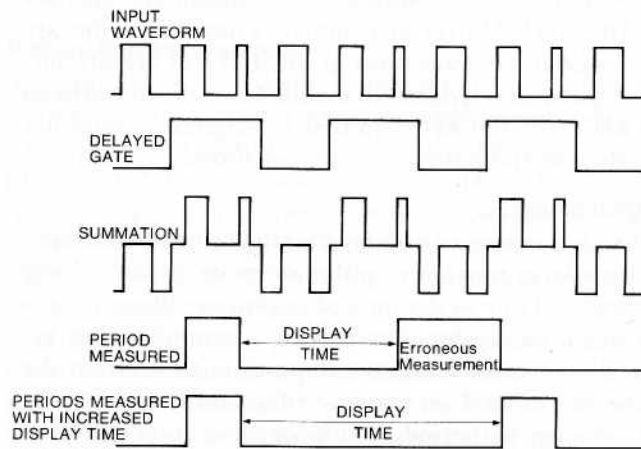 INPUT
WAVEFORM
DELAYED
GATE
SUMMATION
PERIOD
MEASURED
DISPLAY
TIME
Erroneous
Measurement
PERIODS MEASURED
WITH INCREASED
DISPLAY TIME
DISPLAY
TIME